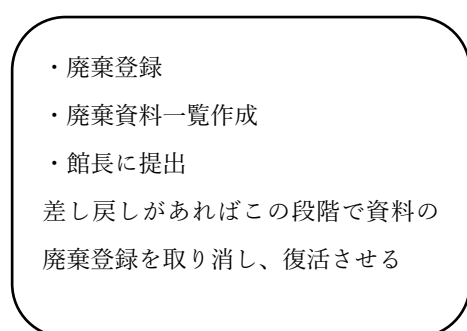 ・廃棄登録
・廃棄資料一覧作成
・館長に提出
差し戻しがあればこの段階で資料の
廃棄登録を取り消し、復活させる